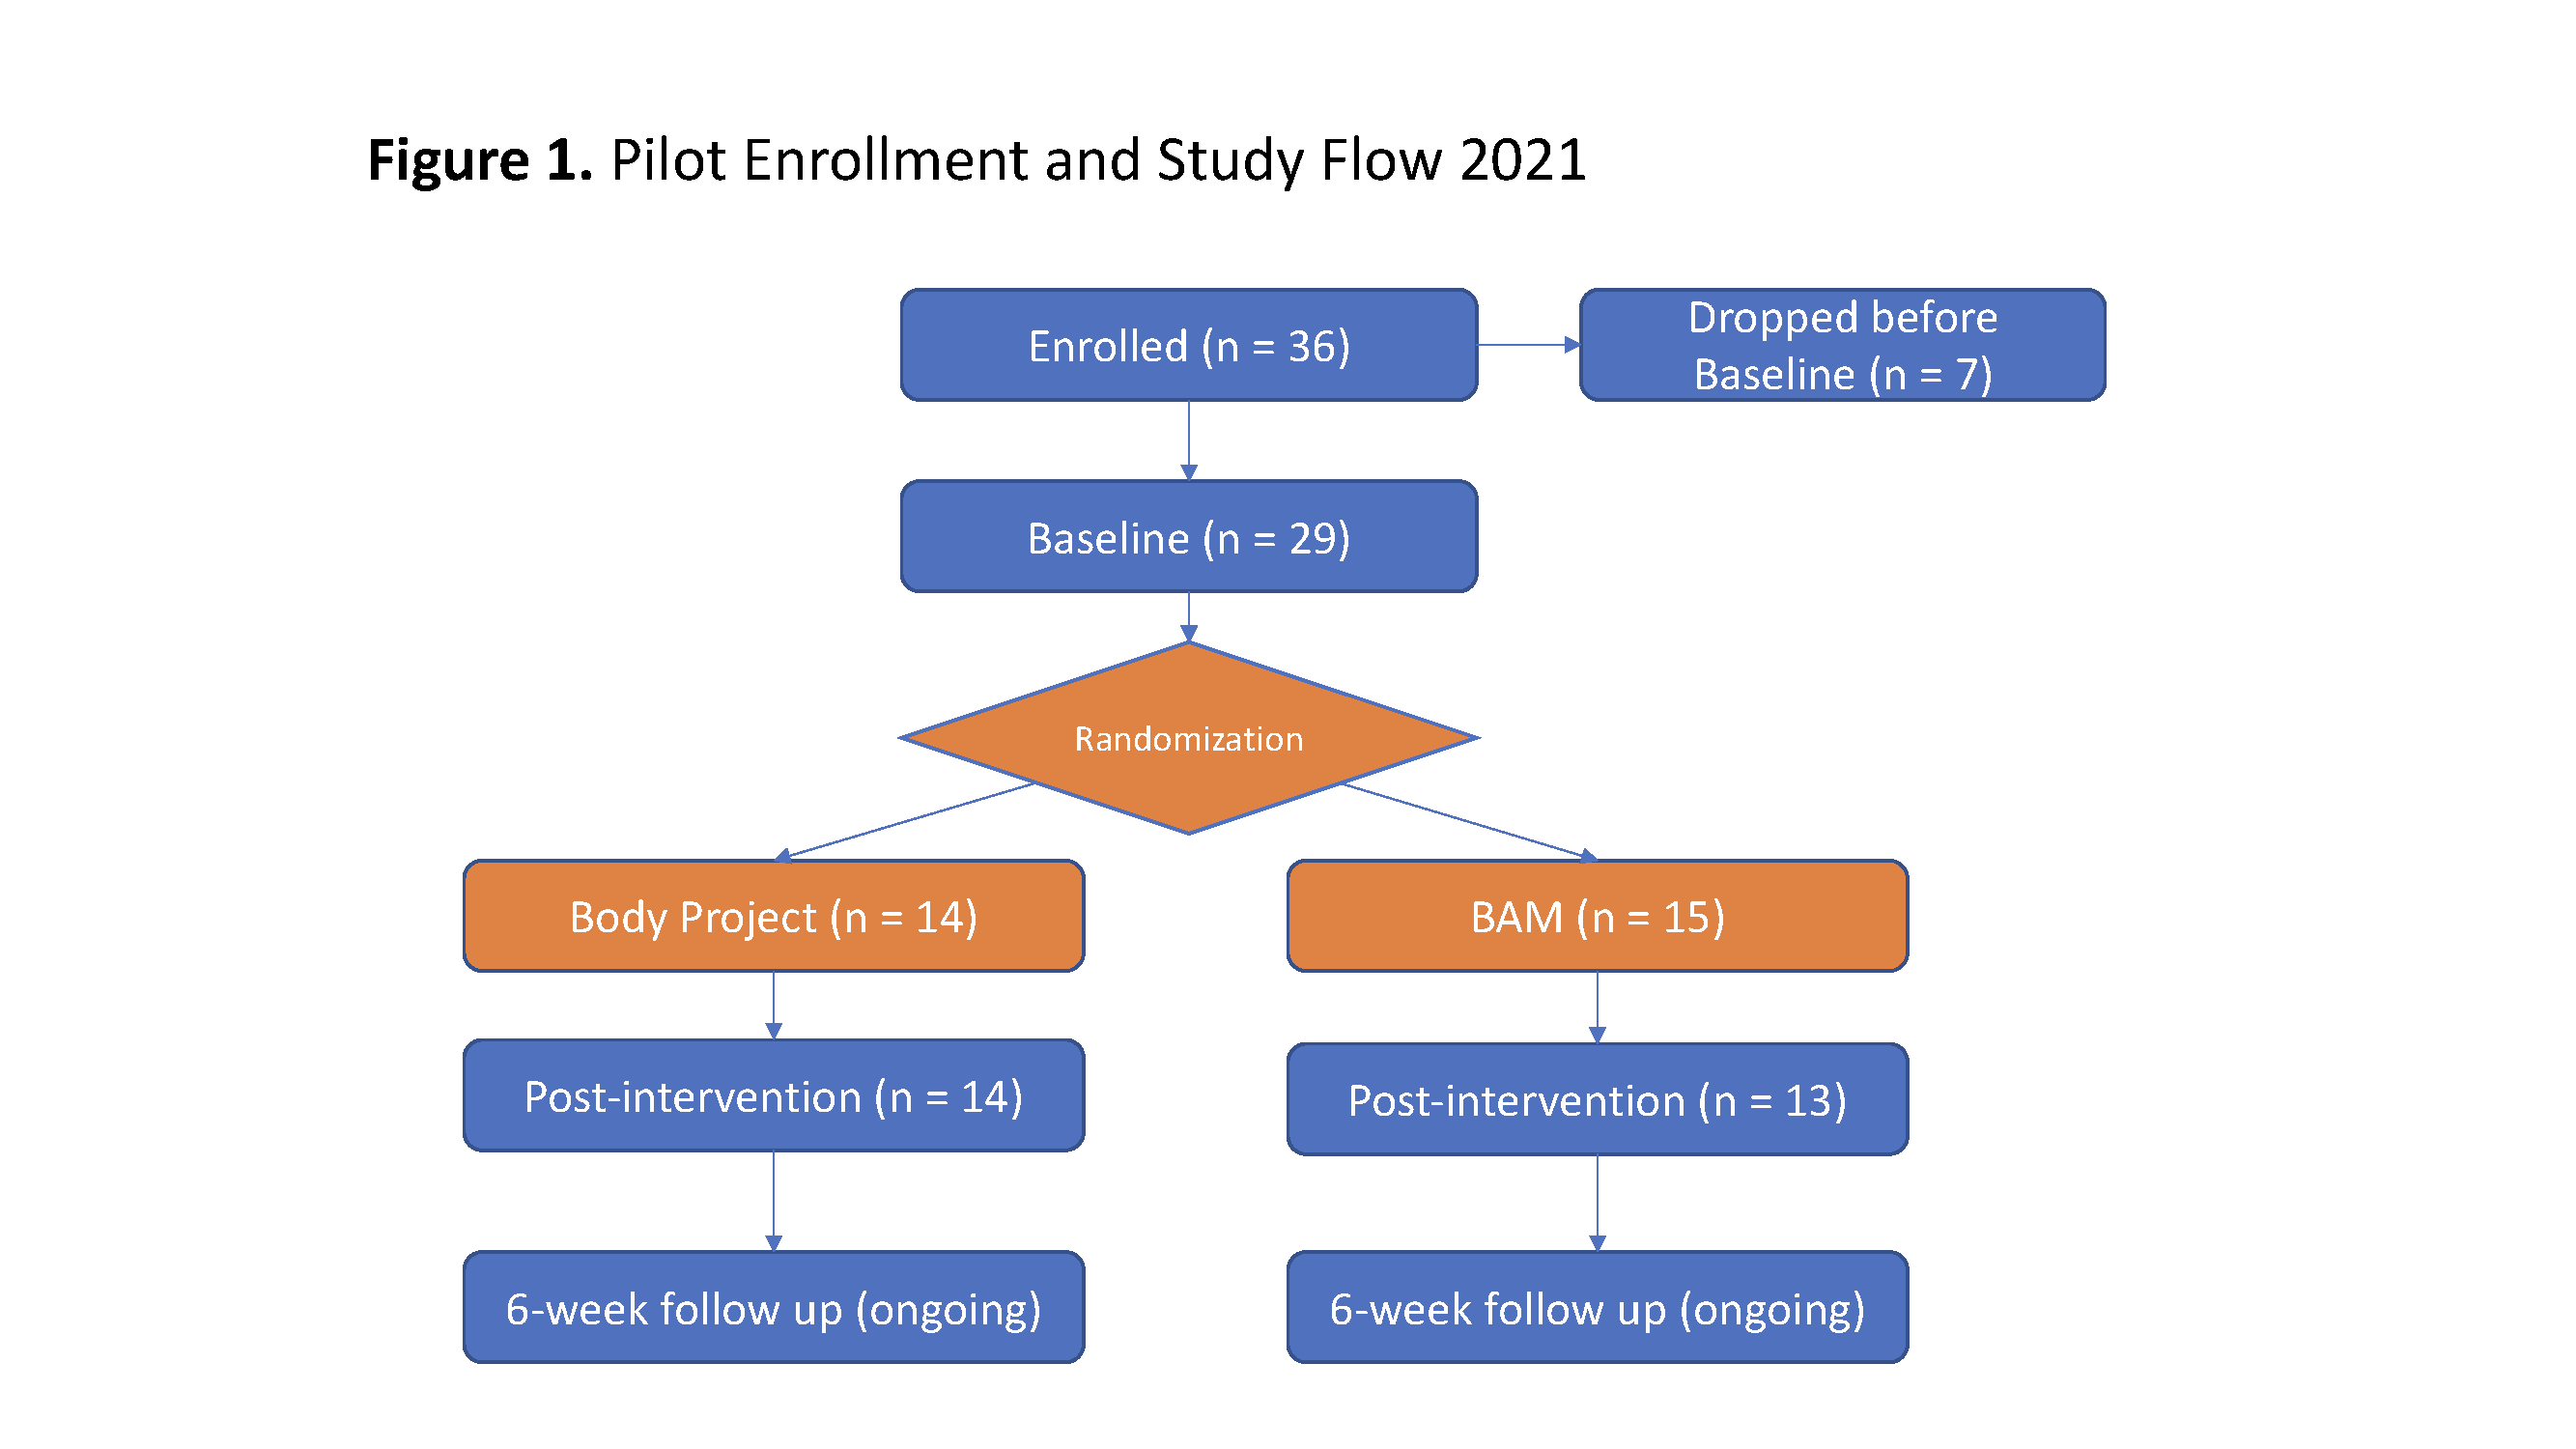 Figure 1. Pilot Enrollment and Study Flow 2021
Enrolled (n = 36)
Dropped before
Baseline (n = 7)
Baseline (n = 29)
Randomization
Body Project (n = 14)
BAM (n = 15)
Post-intervention (n = 14)
Post-intervention (n = 13)
6-week follow up (ongoing)
6-week follow up (ongoing)